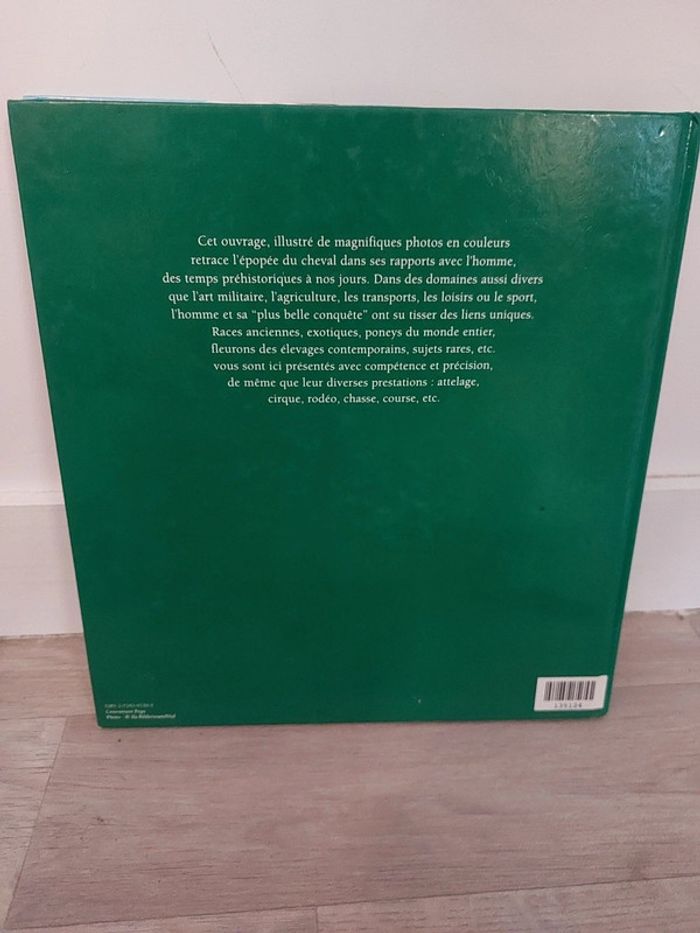 Cet ouvrage, illustré de magnifiques photos en couleurs
retrace l'épopée du cheval dans ses rapports avec l'homme,
des temps préhistoriques à nos jours. Dans des domaines aussi divers
que l'art militaire, l'agriculture, les transports, les loisirs ou le sport,
l'homme et sa "plus belle conquête" ont su tisser des liens uniques.
Races anciennes, exotiques, poneys du monde entier,
fleurons des élevages contemporains, sujets rares, etc.
vous sont ici présentés avec compétence et précision,
de même que leur diverses prestations : attelage,
cirque, rodéo, chasse, course, etc.
ISBN
Photo : ©
135124